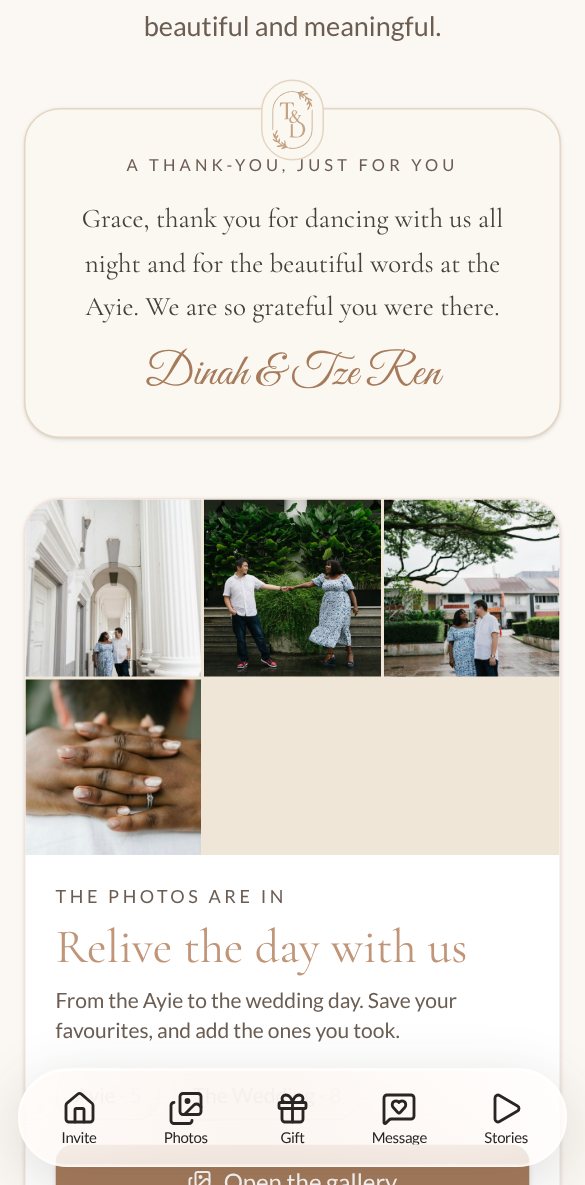 beautiful and meaningful.
T&D
A THANK-YOU, JUST FOR YOU
Grace, thank you for dancing with us all
night and for the beautiful words at the
Ayie. We are so grateful you were there.
Dinah & Tze Ren
THE PHOTOS ARE IN
Relive the day with us
From the Ayie to the wedding day. Save your
favourites, and add the ones you took.
Invite
Photos
Gift
Message
Stories
Open the gallery